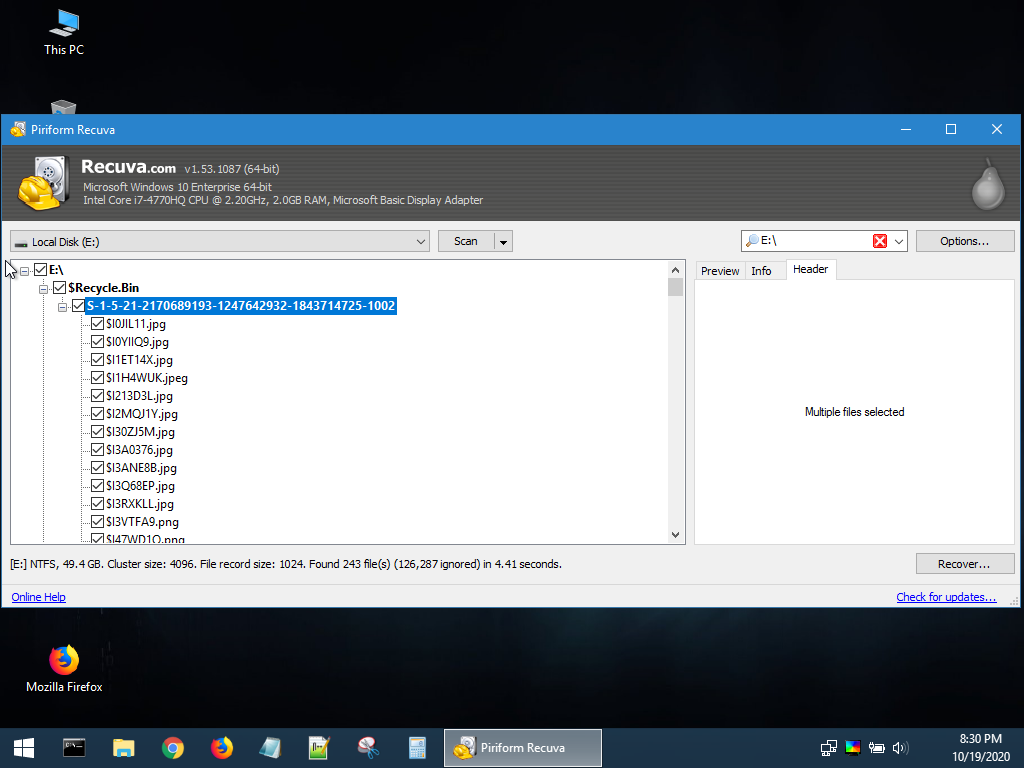 This PC
Piriform Recuva
Recuva.com v1.53.1087 (64-bit)
Microsoft Windows 10 Enterprise 64-bit
Intel Core i7-4770HQ CPU @ 2.20GHz, 2.0GB RAM, Microsoft Basic Display Adapter
Local Disk (E:)
Scan
E:\
Options...
E:\
$Recycle.Bin
S-1-5-21-2170689193-1247642932-1843714725-1002
$I0JIL11.jpg
$I0YIIQ9.jpg
$I1ET14X.jpg
$I1H4WUK.jpeg
$I213D3L.jpg
$I2MQJ1Y.jpg
$I30ZJ5M.jpg
$I3A0376.jpg
$I3ANE8B.jpg
$I3Q68EP.jpg
$I3RXKLL.jpg
$I3VTFA9.png
$I47WD1O.png
Preview Info Header
Multiple files selected
[E:] NTFS, 49.4 GB. Cluster size: 4096. File record size: 1024. Found 243 file(s) (126,287 ignored) in 4.41 seconds.
Recover...
Online Help
Check for updates...
Mozilla Firefox
Piriform Recuva
8:30 PM
10/19/2020